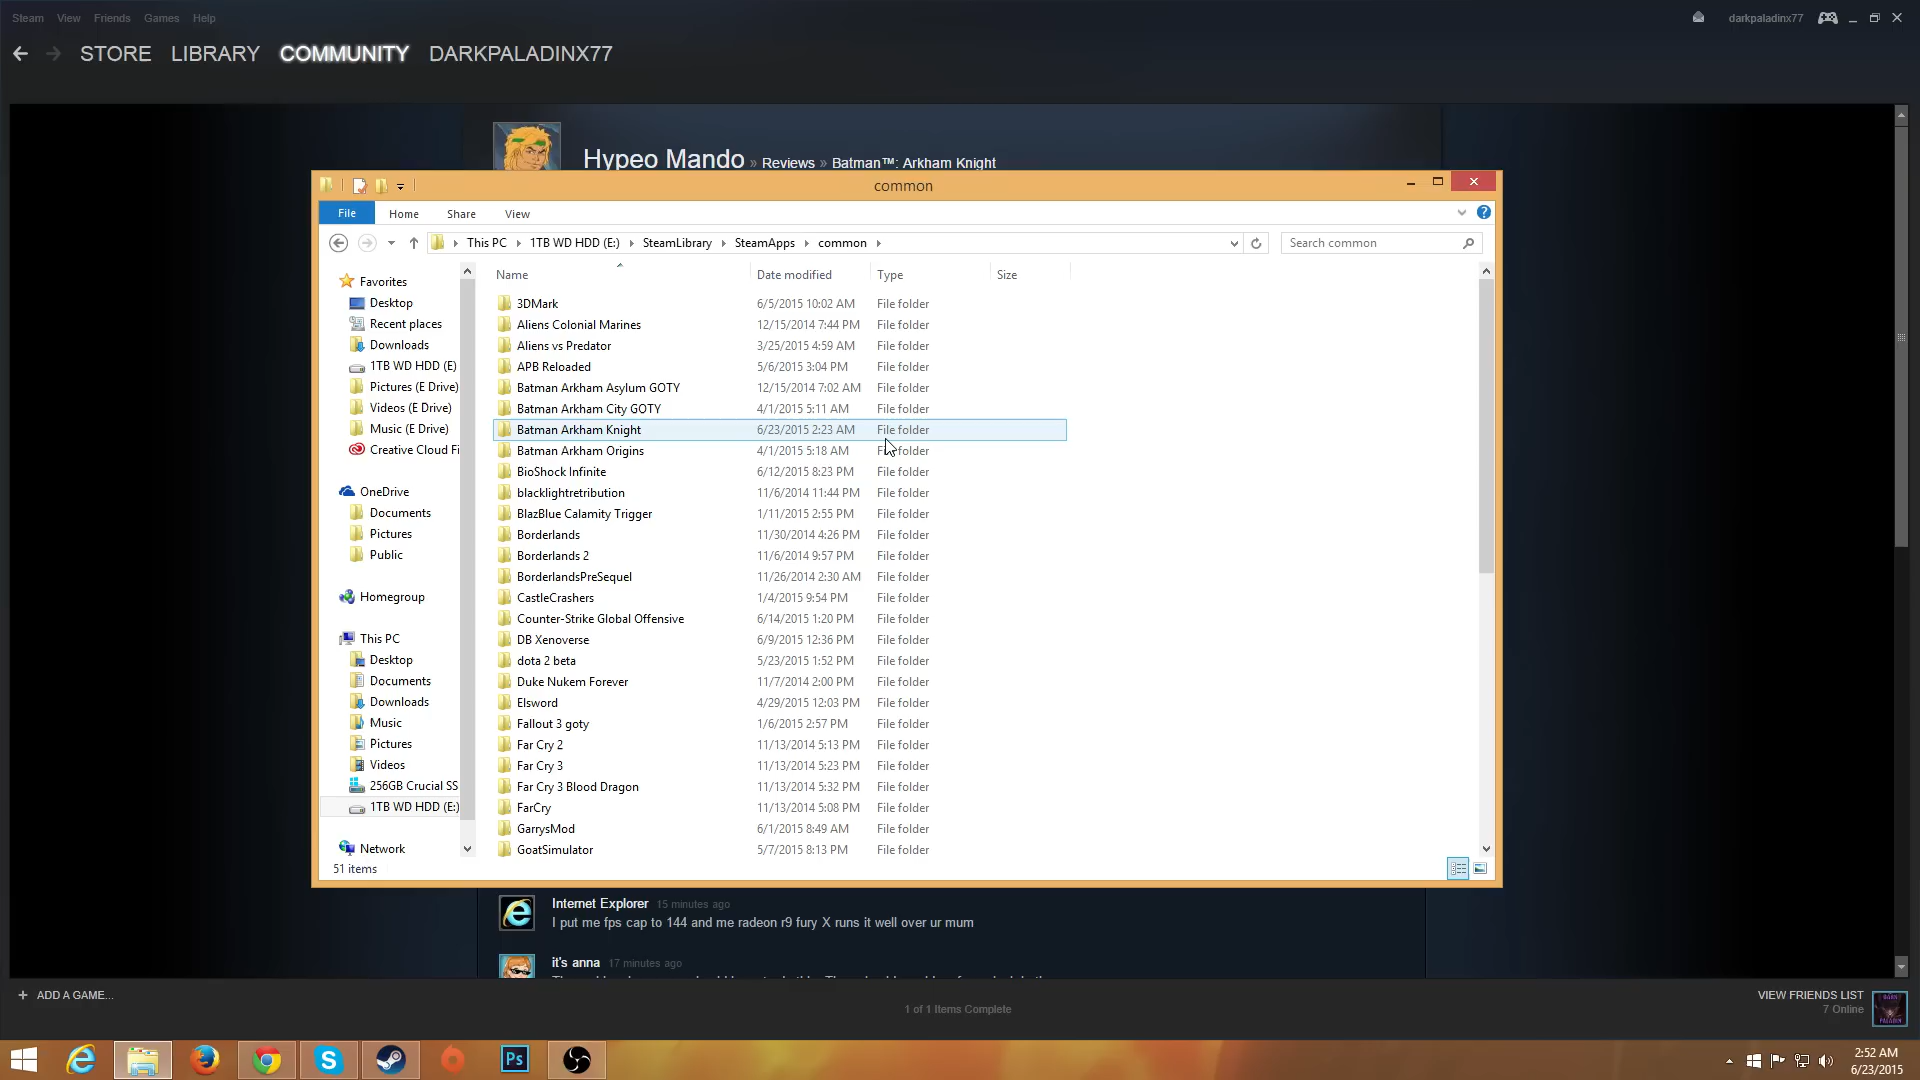 Steam View Friends Games Help
darkpaladinx77
STORE LIBRARY COMMUNITY DARKPALADINX77
Hypeo Mando » Reviews » Batman™: Arkham Knight
common
File Home Share View
This PC 1TB WD HDD (E:) SteamLibrary SteamApps common
Search common
Name Date modified Type Size
Favorites
Desktop
Recent places
Downloads
1TB WD HDD (E)
Pictures (E Drive)
Videos (E Drive)
Music (E Drive)
Creative Cloud Fi
OneDrive
Documents
Pictures
Public
Homegroup
This PC
Desktop
Documents
Downloads
Music
Pictures
Videos
256GB Crucial SS
1TB WD HDD (E:)
Network
3DMark 6/5/2015 10:02 AM File folder
Aliens Colonial Marines 12/15/2014 7:44 PM File folder
Aliens vs Predator 3/25/2015 4:59 AM File folder
APB Reloaded 5/6/2015 3:04 PM File folder
Batman Arkham Asylum GOTY 12/15/2014 7:02 AM File folder
Batman Arkham City GOTY 4/1/2015 5:11 AM File folder
Batman Arkham Knight 6/23/2015 2:23 AM File folder
Batman Arkham Origins 4/1/2015 5:18 AM File folder
BioShock Infinite 6/12/2015 8:23 PM File folder
blacklightretribution 11/6/2014 11:44 PM File folder
BlazBlue Calamity Trigger 1/11/2015 2:55 PM File folder
Borderlands 11/30/2014 4:26 PM File folder
Borderlands 2 11/6/2014 9:57 PM File folder
BorderlandsPreSequel 11/26/2014 2:30 AM File folder
CastleCrashers 1/4/2015 9:54 PM File folder
Counter-Strike Global Offensive 6/14/2015 1:20 PM File folder
DB Xenoverse 6/9/2015 12:36 PM File folder
dota 2 beta 5/23/2015 1:52 PM File folder
Duke Nukem Forever 11/7/2014 2:00 PM File folder
Elsword 4/29/2015 12:03 PM File folder
Fallout 3 goty 1/6/2015 2:57 PM File folder
Far Cry 2 11/13/2014 5:13 PM File folder
Far Cry 3 11/13/2014 5:23 PM File folder
Far Cry 3 Blood Dragon 11/13/2014 5:32 PM File folder
FarCry 11/13/2014 5:08 PM File folder
GarrysMod 6/1/2015 8:49 AM File folder
GoatSimulator 5/7/2015 8:13 PM File folder
51 items
Internet Explorer 15 minutes ago
I put me fps cap to 144 and me radeon r9 fury X runs it well over ur mum
it's anna 17 minutes ago
+ ADD A GAME...
1 of 1 Items Complete
VIEW FRIENDS LIST
7 Online
Ps
2:52 AM
6/23/2015